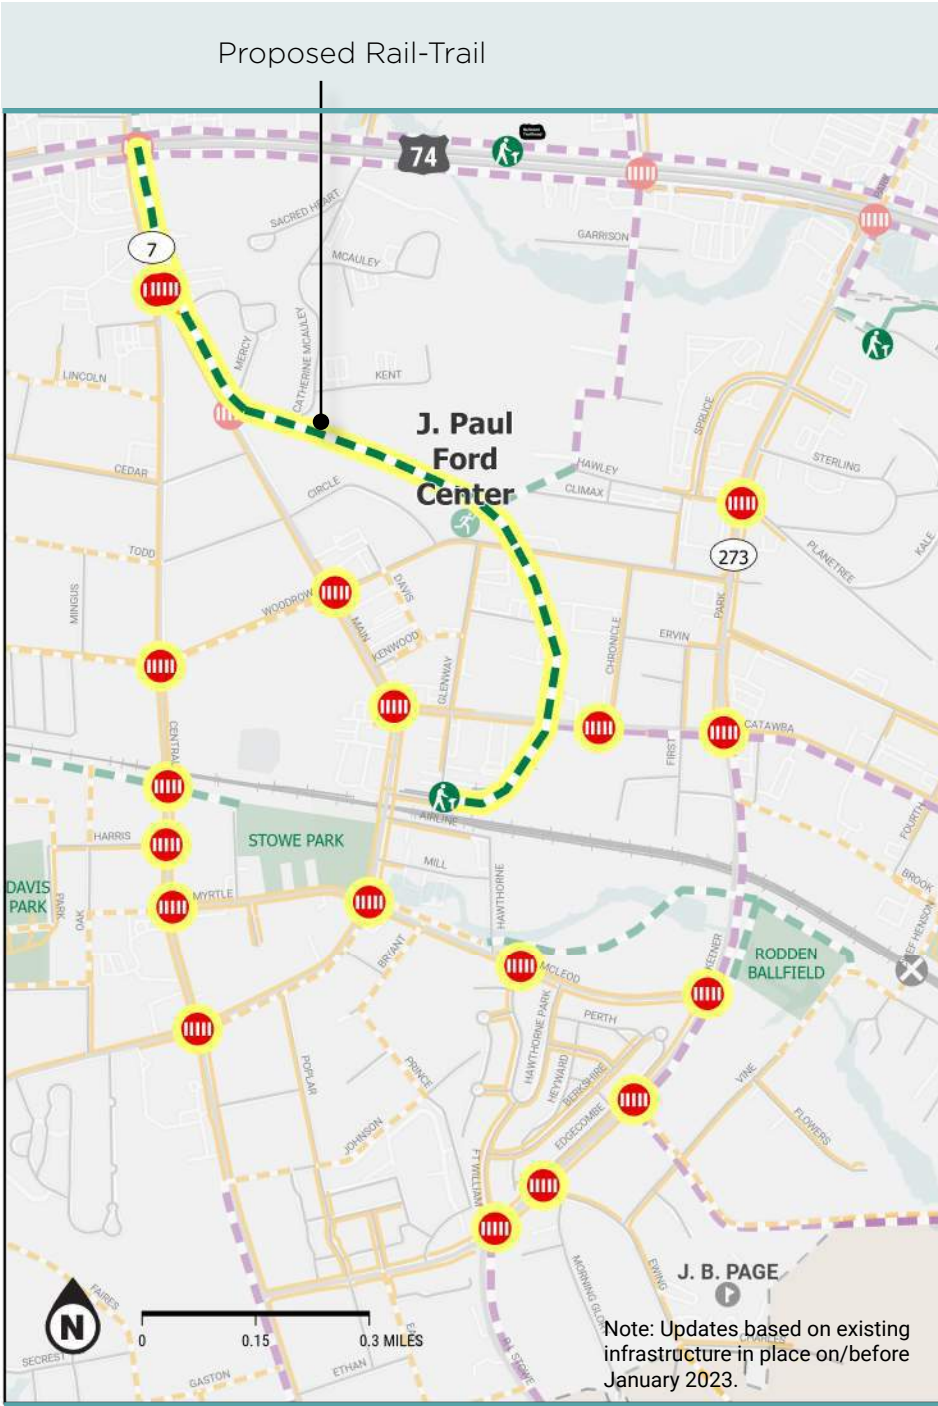 Proposed Rail-Trail
74
PARK
SACRED HEART
GARRISON
7
MCAULEY
CATHERINE MCAULEY
MERCY
LINCOLN
KENT
SPRUCE
J. Paul
Ford
Center
HAWLEY
STERLING
CEDAR
CIRCLE
CLIMAX
TODD
273
PLANETREE
KALE
MINGUS
WOODROW
DAVIS
MAIN
KENWOOD
CHRONICLE
PARK
ERVIN
GLENWAY
CENTRAL
FIRST
CATAWBA
AIRLINE
FOURTH
HARRIS
STOWE PARK
MILL
BROOK
DAVIS
PARK
PARK
OAK
MYRTLE
HAWTHORNE
BRYANT
KEINER
RODDEN
BALLFIELD
MCLEOD
HAWTHORNE PARK
PERTH
POPLAR
PRINCE
HEYWARD
BERKSHIRE
VINE
EDGECOMBE
FLOWERS
JOHNSON
FT WILLIAM
MORNING GLORY
EWING
J. B. PAGE
FAIRES
N
0 0.15 0.3 MILES
CHARLES
SECREST
GASTON
ETHAN
Note: Updates based on existing
infrastructure in place on/before
January 2023.